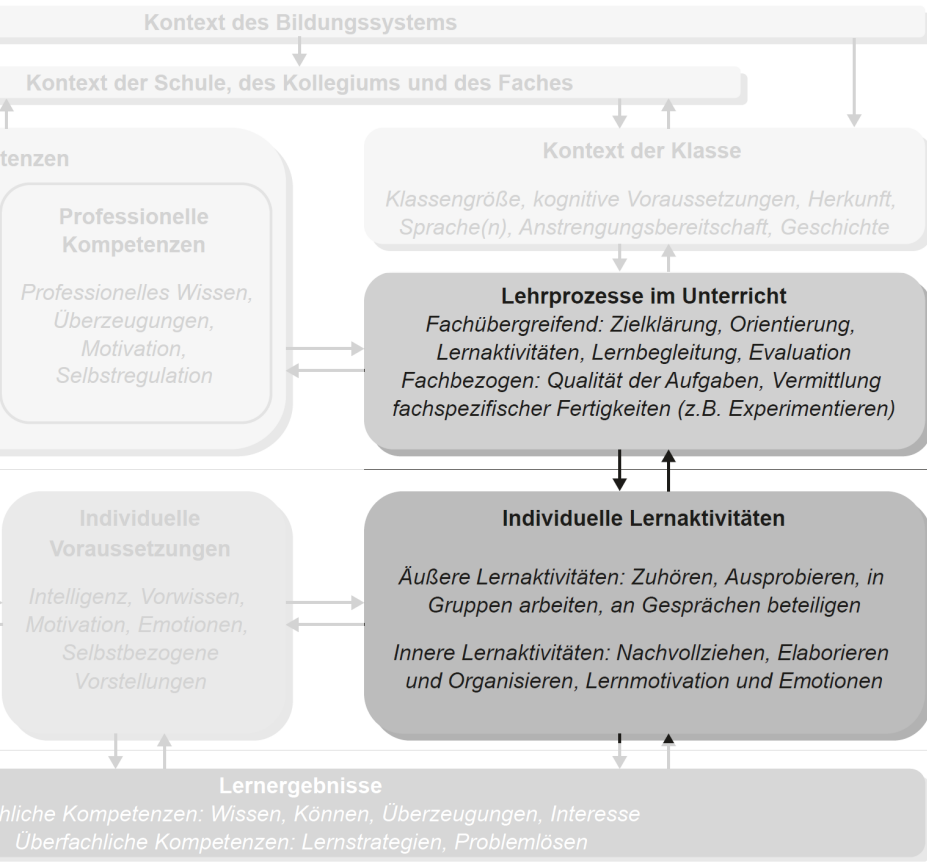 Kontext des Bildungssystems
Kontext der Schule, des Kollegiums und des Faches
tenzen
Professionelle
Kompetenzen
Professionelles Wissen,
Überzeugungen,
Motivation,
Selbstregulation
Kontext der Klasse
Klassengröße, kognitive Voraussetzungen, Herkunft,
Sprache(n), Anstrengungsbereitschaft, Geschichte
Lehrprozesse im Unterricht
Fachübergreifend: Zielklärung, Orientierung,
Lernaktivitäten, Lernbegleitung, Evaluation
Fachbezogen: Qualität der Aufgaben, Vermittlung
fachspezifischer Fertigkeiten (z.B. Experimentieren)
Individuelle
Voraussetzungen
Intelligenz, Vorwissen,
Motivation, Emotionen,
Selbstbezogene
Vorstellungen
Individuelle Lernaktivitäten
Äußere Lernaktivitäten: Zuhören, Ausprobieren, in
Gruppen arbeiten, an Gesprächen beteiligen
Innere Lernaktivitäten: Nachvollziehen, Elaborieren
und Organisieren, Lernmotivation und Emotionen
Lernergebnisse
hliche Kompetenzen: Wissen, Können, Überzeugungen, Interesse
Überfachliche Kompetenzen: Lernstrategien, Problemlösen